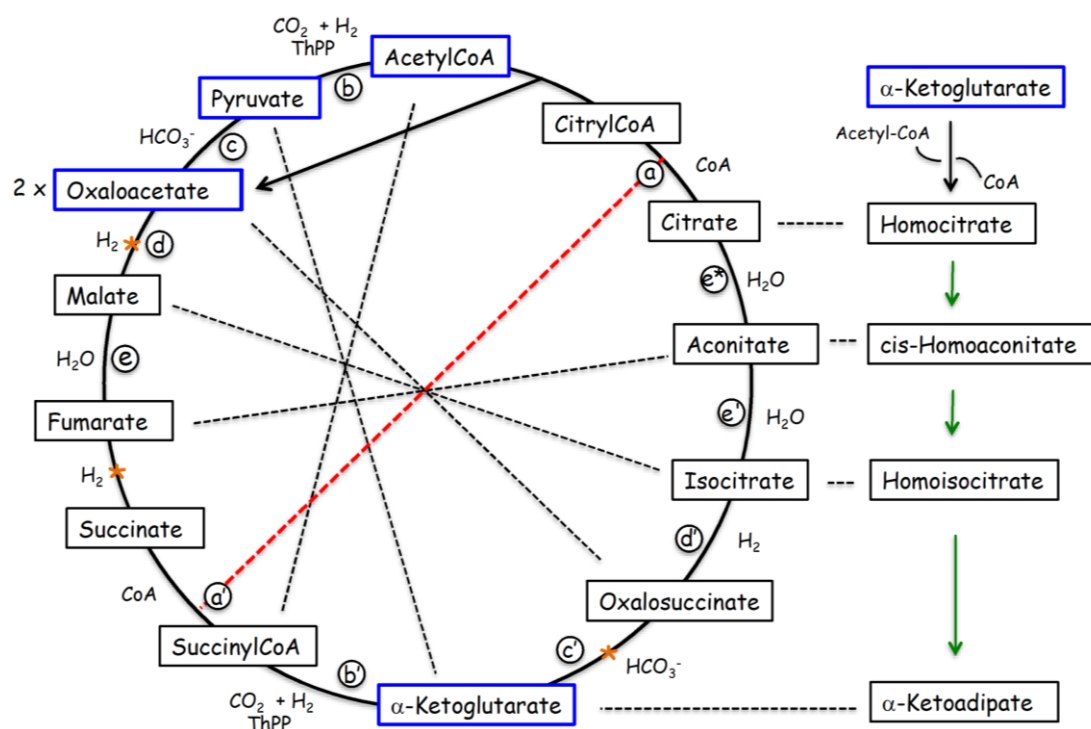 CO₂ + H₂
ThPP
AcetylCoA
b
Pyruvate
CitrylCoA
HCO₃⁻
c
a
CoA
2 x
Oxaloacetate
Citrate
H₂
d
e*
H₂O
Malate
Aconitate
H₂O
e
e'
H₂O
Fumarate
Isocitrate
H₂
d'
H₂
Succinate
Oxalosuccinate
CoA
a'
SuccinylCoA
c'
HCO₃⁻
b'
CO₂ + H₂
ThPP
α-Ketoglutarate
α-Ketoglutarate
Acetyl-CoA
CoA
Homocitrate
cis-Homoaconitate
Homoisocitrate
α-Ketoadipate